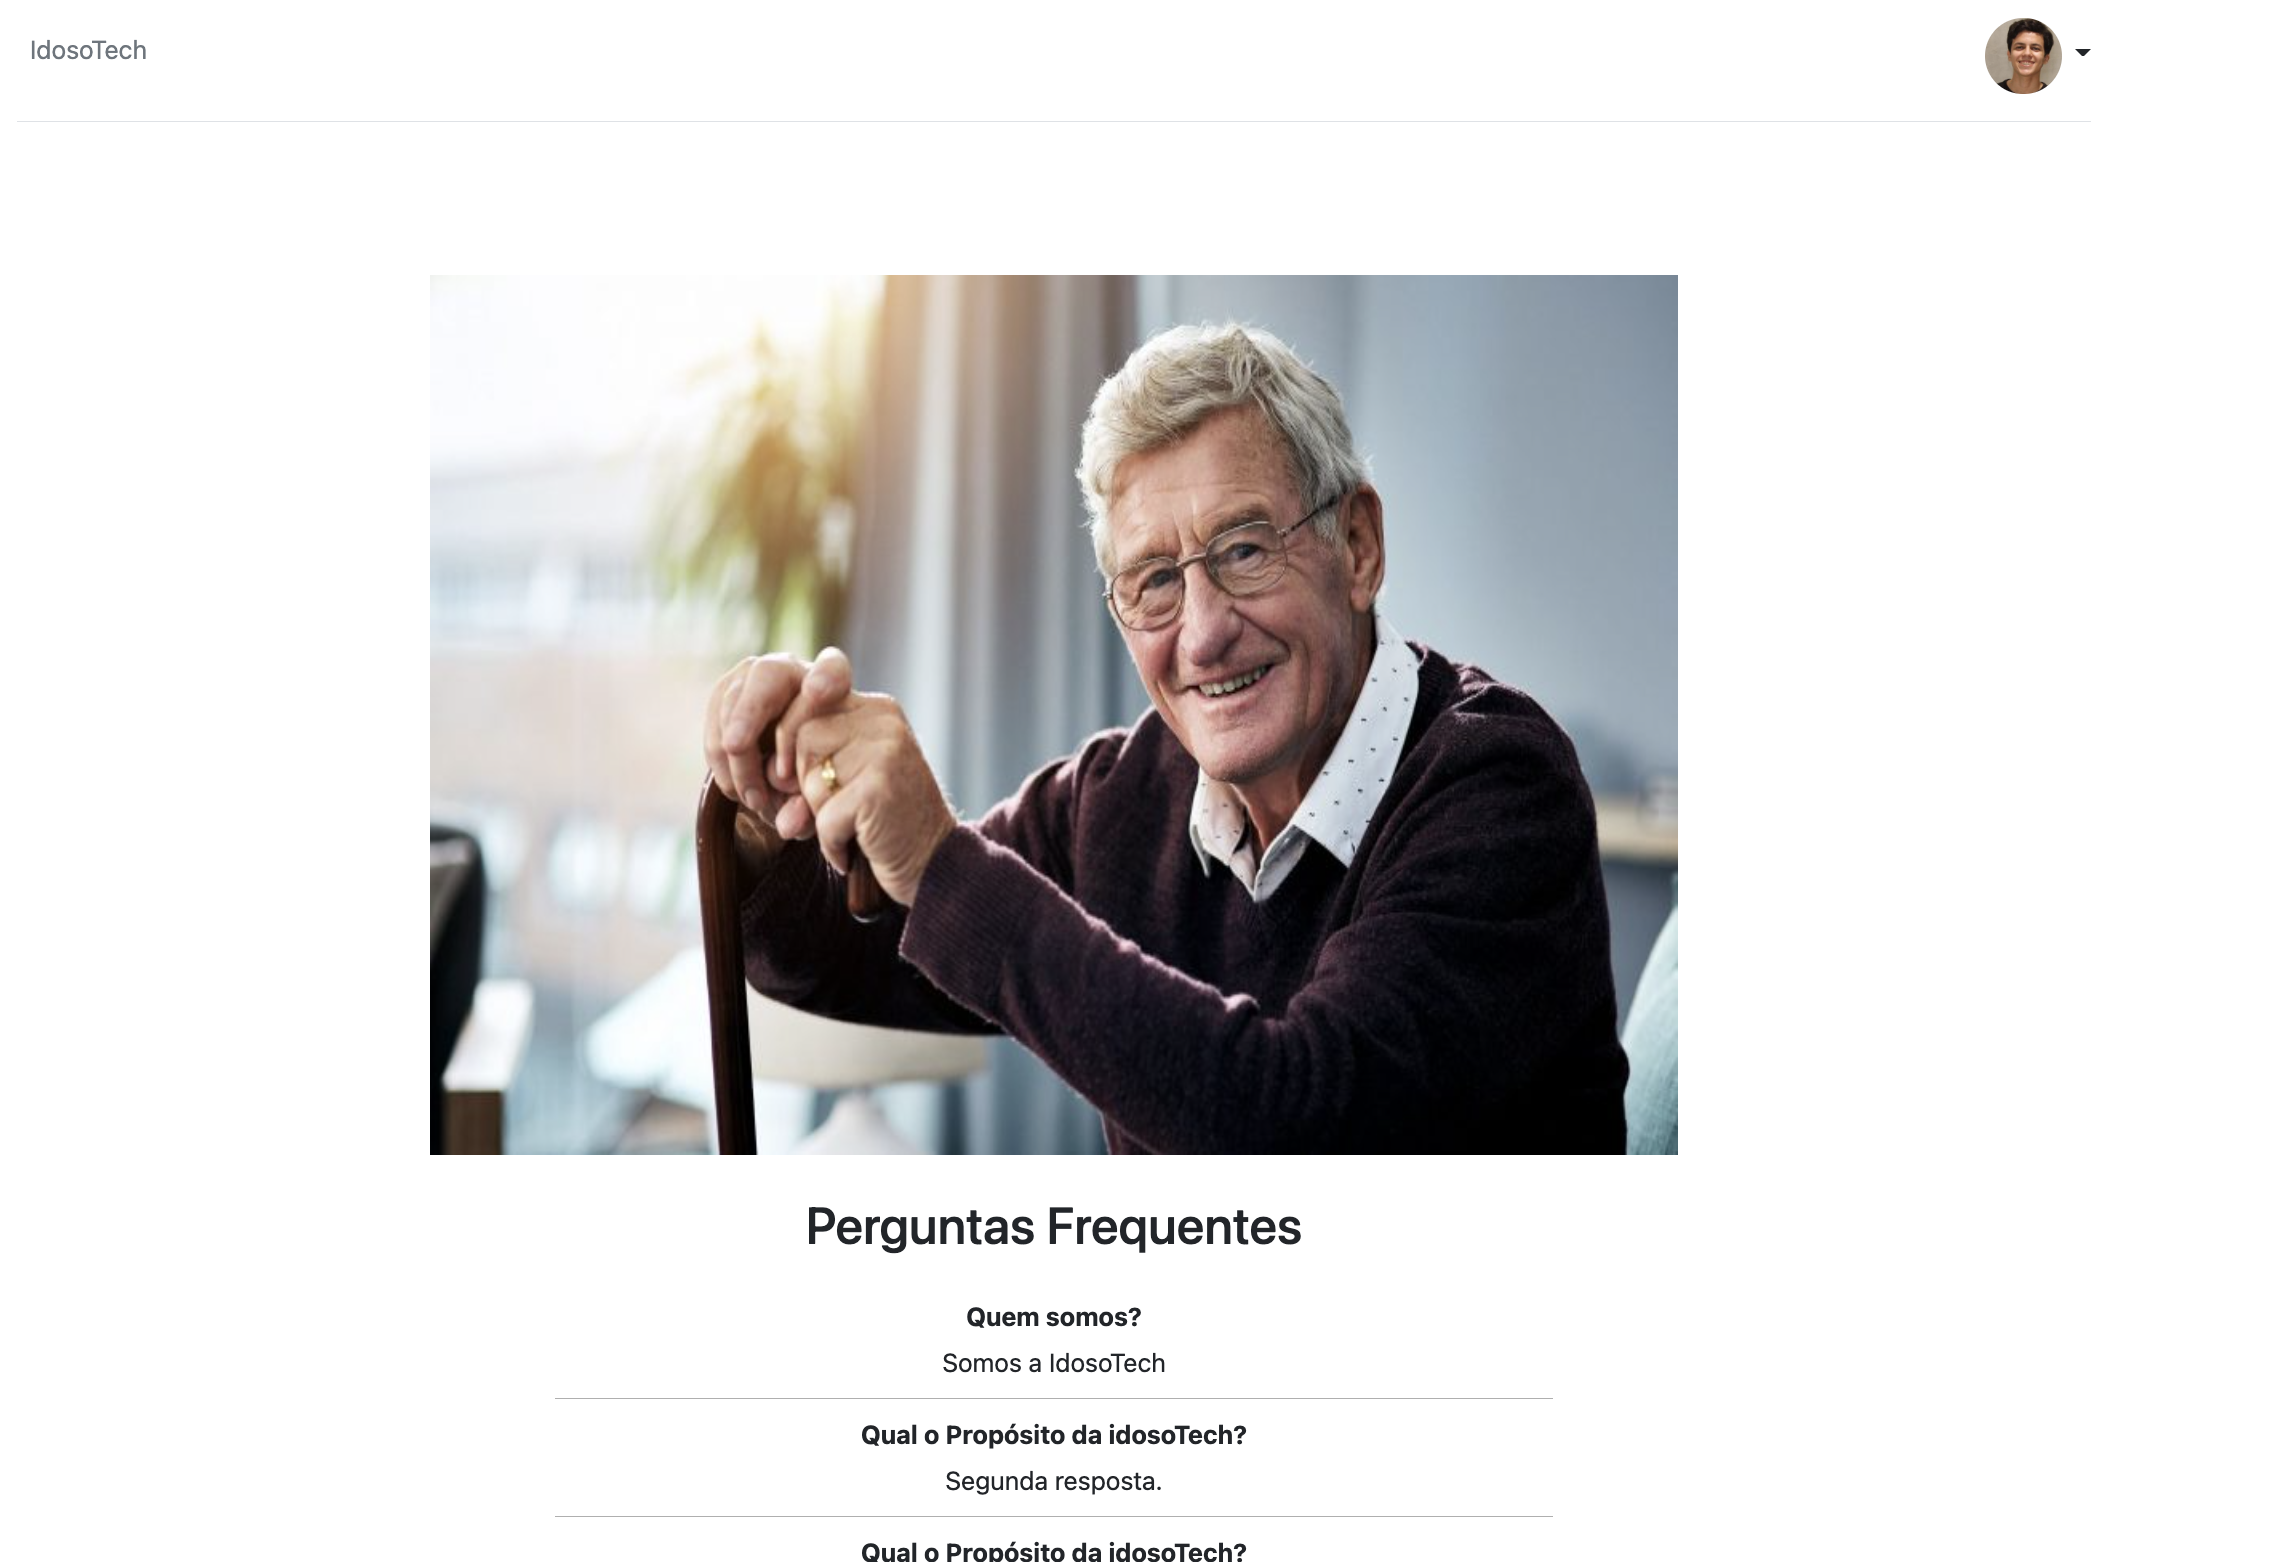 IdosoTech
Perguntas Frequentes
Quem somos?
Somos a IdosoTech
Qual o Propósito da idosoTech?
Segunda resposta.
Qual o Propósito da idosoTech?